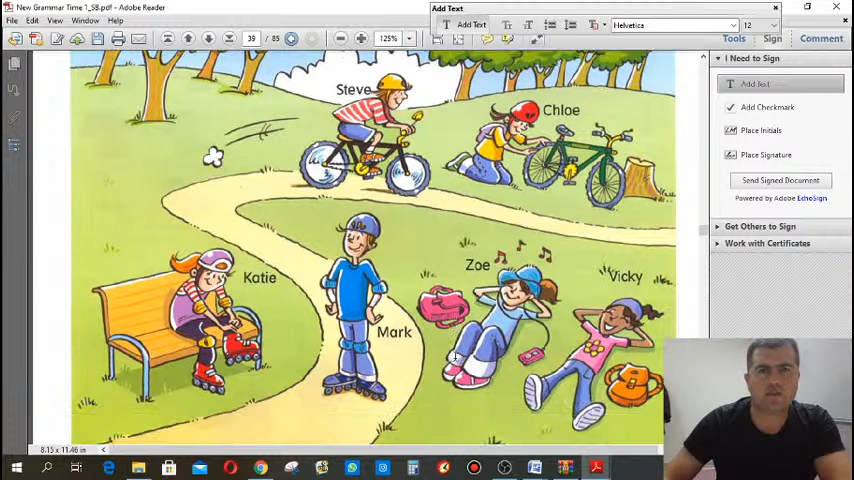 New Grammar Time 1_SB.pdf - Adobe Reader
File Edit View Window Help
Add Text
Add Text
Helvetica
12
39 / 85
125%
Tools Sign Comment
I Need to Sign
Add Text
Add Checkmark
Place Initials
Place Signature
Send Signed Document
Powered by Adobe EchoSign
Get Others to Sign
Work with Certificates
Steve
Chloe
Katie
Mark
Zoe
Vicky
8.15 x 11.46 in